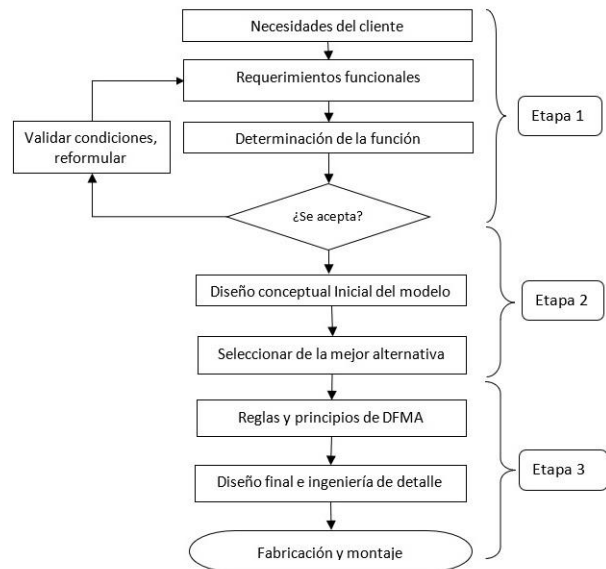 Necesidades del cliente
Requerimientos funcionales
Etapa 1
Validar condiciones,
reformular
Determinación de la función
¿Se acepta?
Diseño conceptual Inicial del modelo
Etapa 2
Seleccionar de la mejor alternativa
Reglas y principios de DFMA
Etapa 3
Diseño final e ingeniería de detalle
Fabricación y montaje